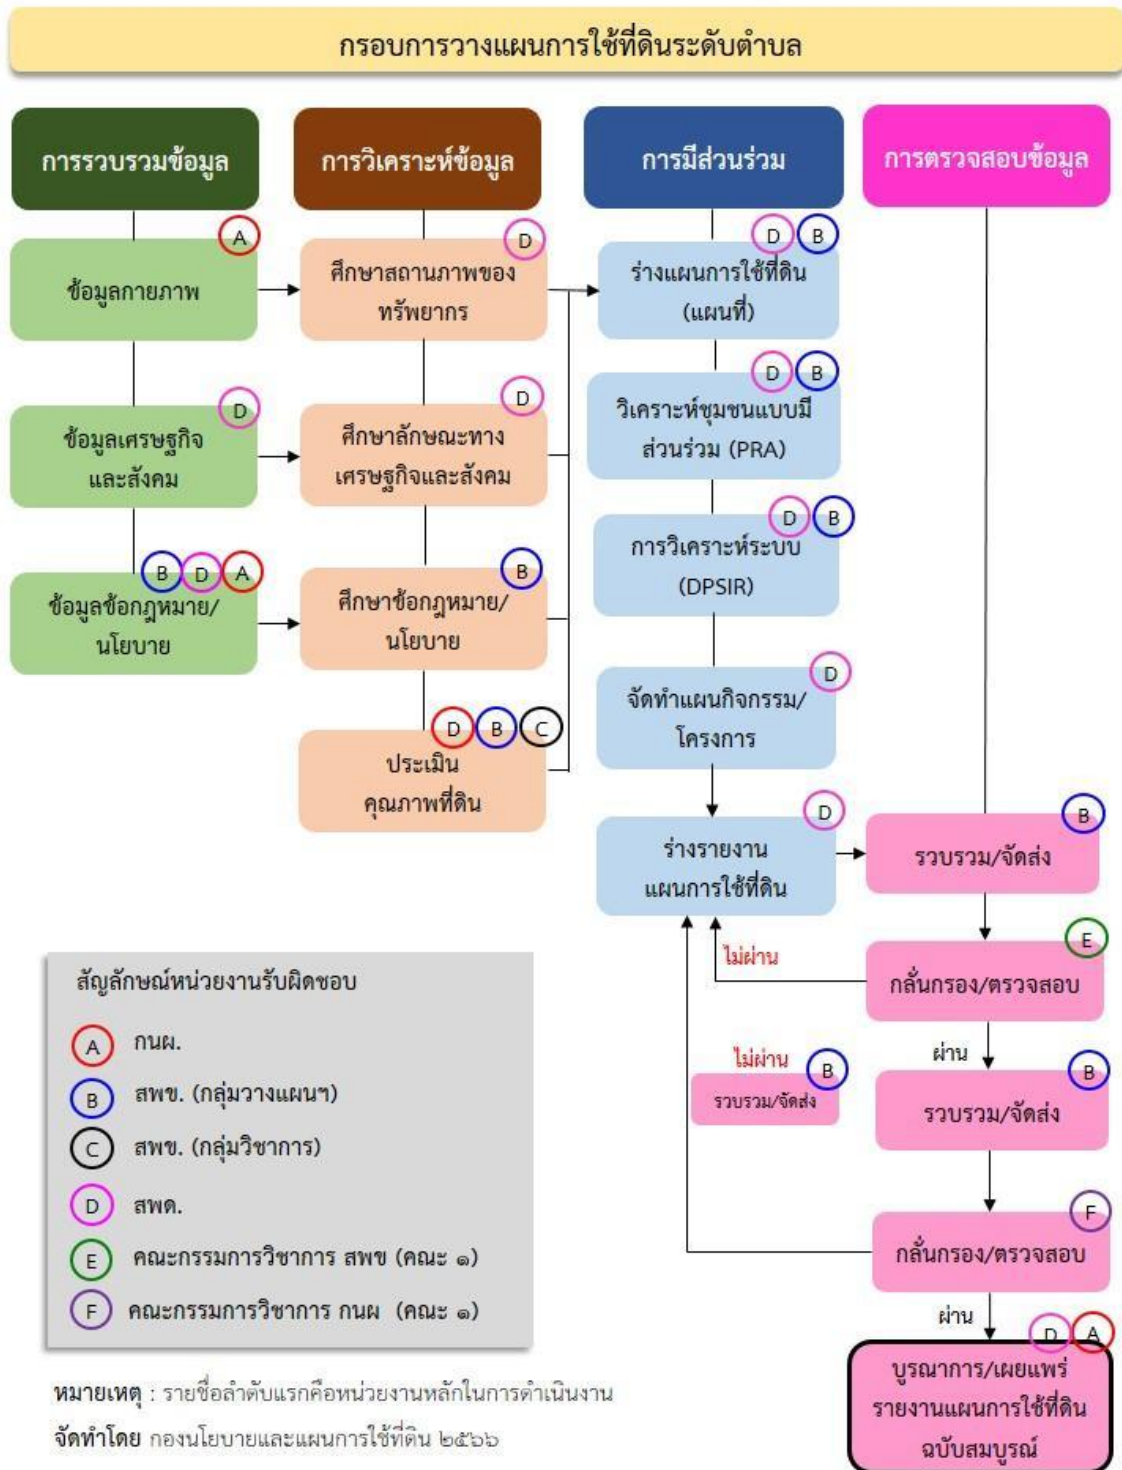 กรอบการวางแผนการใช้ที่ดินระดับตำบล
การรวบรวมข้อมูล
A
ข้อมูลกายภาพ
D
ข้อมูลเศรษฐกิจ
และสังคม
B D A
ข้อมูลข้อกฎหมาย/
นโยบาย
การวิเคราะห์ข้อมูล
D
ศึกษาสถานภาพของ
ทรัพยากร
D
ศึกษาลักษณะทาง
เศรษฐกิจและสังคม
B
ศึกษาข้อกฎหมาย/
นโยบาย
D B C
ประเมิน
คุณภาพที่ดิน
การมีส่วนร่วม
D B
ร่างแผนการใช้ที่ดิน
(แผนที่)
D B
วิเคราะห์ชุมชนแบบมี
ส่วนร่วม (PRA)
D B
การวิเคราะห์ระบบ
(DPSIR)
D
จัดทำแผนกิจกรรม/
โครงการ
D
ร่างรายงาน
แผนการใช้ที่ดิน
การตรวจสอบข้อมูล
B
รวบรวม/จัดส่ง
E
กลั่นกรอง/ตรวจสอบ
ไม่ผ่าน
ผ่าน
B
รวบรวม/จัดส่ง
ไม่ผ่าน
B
รวบรวม/จัดส่ง
F
กลั่นกรอง/ตรวจสอบ
ผ่าน
D A
บูรณาการ/เผยแพร่
รายงานแผนการใช้ที่ดิน
ฉบับสมบูรณ์
สัญลักษณ์หน่วยงานรับผิดชอบ
A กนผ.
B สพข. (กลุ่มวางแผนฯ)
C สพข. (กลุ่มวิชาการ)
D สพด.
E คณะกรรมการวิชาการ สพข (คณะ ๑)
F คณะกรรมการวิชาการ กนผ (คณะ ๑)
หมายเหตุ : รายชื่อลำดับแรกคือหน่วยงานหลักในการดำเนินงาน
จัดทำโดย กองนโยบายและแผนการใช้ที่ดิน ๒๕๖๖